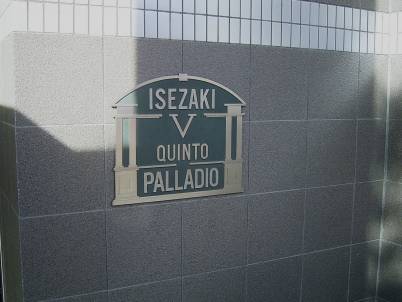 ISEZAKI
V
QUINTO
PALLADIO